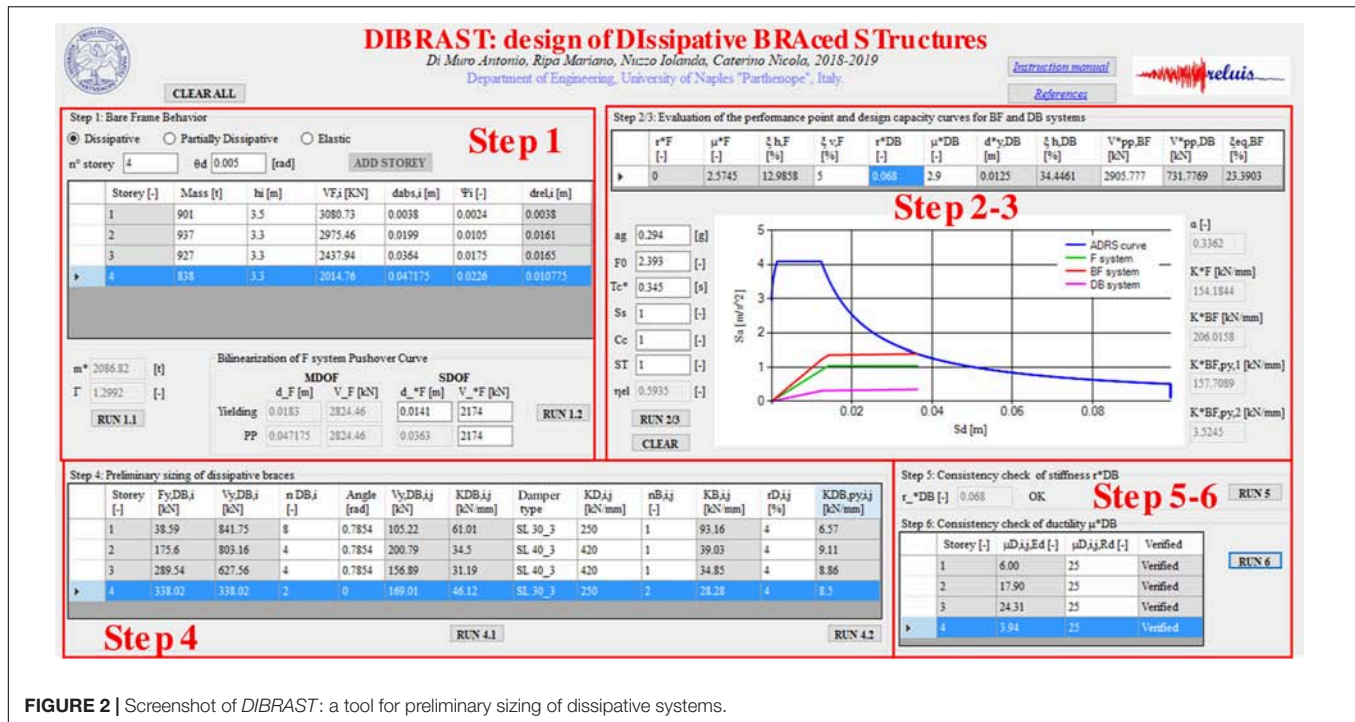 DIBRAST: design of DIssipative BRAced STructures
Di Muro Antonio, Ripa Mariano, Nuzzo Iolanda, Caterino Nicola, 2018-2019
Department of Engineering, University of Naples "Parthenope", Italy.
CLEAR ALL
Instruction manual
References
reluis
Step 1: Bare Frame Behavior
Dissipative Partially Dissipative Elastic
Step 1
n° storey 4 θd 0.005 [rad] ADD STOREY
Storey [-] Mass [t] hi [m] VF,i [KN] dabs,i [m] Ψi [-] drel,i [m]
1 901 3.5 3080.73 0.0038 0.0024 0.0038
2 937 3.3 2975.46 0.0199 0.0105 0.0161
3 927 3.3 2437.94 0.0364 0.0175 0.0165
4 838 3.3 2014.76 0.047175 0.0226 0.010775
m* 2086.82 [t]
Γ 1.2992 [-]
RUN 1.1
Bilinearization of F system Pushover Curve
MDOF SDOF
d_F [m] V_F [kN] d_*F [m] V_*F [kN]
Yielding 0.0183 2824.46 0.0141 2174
PP 0.047175 2824.46 0.0363 2174
RUN 1.2
Step 2/3: Evaluation of the performance point and design capacity curves for BF and DB systems
r*F [-] μ*F [-] ξ h,F [%] ξ v,F [%] r*DB [-] μ*DB [-] d*y,DB [m] ξ h,DB [%] V*pp,BF [kN] V*pp,DB [kN] ξeq,BF [%]
0 2.5745 12.9858 5 0.068 2.9 0.0125 34.4461 2905.777 731.7769 23.3903
Step 2-3
ag 0.294 [g]
F0 2.393 [-]
Tc* 0.345 [s]
Ss 1 [-]
Cc 1 [-]
ST 1 [-]
ηel 0.5935 [-]
RUN 2/3
CLEAR
Sa [m/s^2]
5
4
3
2
1
0
0.02 0.04 0.06 0.08
Sd [m]
ADRS curve
F system
BF system
DB system
α [-]
0.3362
K*F [kN/mm]
154.1844
K*BF [kN/mm]
206.0158
K*BF,py,1 [kN/mm]
157.7089
K*BF,py,2 [kN/mm]
3.5245
Step 4: Preliminary sizing of dissipative braces
Storey [-] Fy,DB,i [kN] Vy,DB,i [kN] n DB,i [-] Angle [rad] Vy,DB,i,j [kN] KDB,i,j [kN/mm] Damper type KD,i,j [kN/mm] nB,i,j [-] KB,i,j [kN/mm] rD,i,j [%] KDB,py,i,j [kN/mm]
1 38.59 841.75 8 0.7854 105.22 61.01 SL 30_3 250 1 93.16 4 6.57
2 175.6 803.16 4 0.7854 200.79 34.5 SL 40_3 420 1 39.03 4 9.11
3 289.54 627.56 4 0.7854 156.89 31.19 SL 40_3 420 1 34.85 4 8.86
4 338.02 338.02 2 0 169.01 46.12 SL 30_3 250 2 28.28 4 8.5
Step 4
RUN 4.1
RUN 4.2
Step 5: Consistency check of stiffness r*DB
r_*DB [-] 0.068 OK
Step 5-6
RUN 5
Step 6: Consistency check of ductility μ*DB
Storey [-] μD,i,j,Ed [-] μD,i,j,Rd [-] Verified
1 6.00 25 Verified
2 17.90 25 Verified
3 24.31 25 Verified
4 3.94 25 Verified
RUN 6
FIGURE 2 | Screenshot of DIBRAST: a tool for preliminary sizing of dissipative systems.